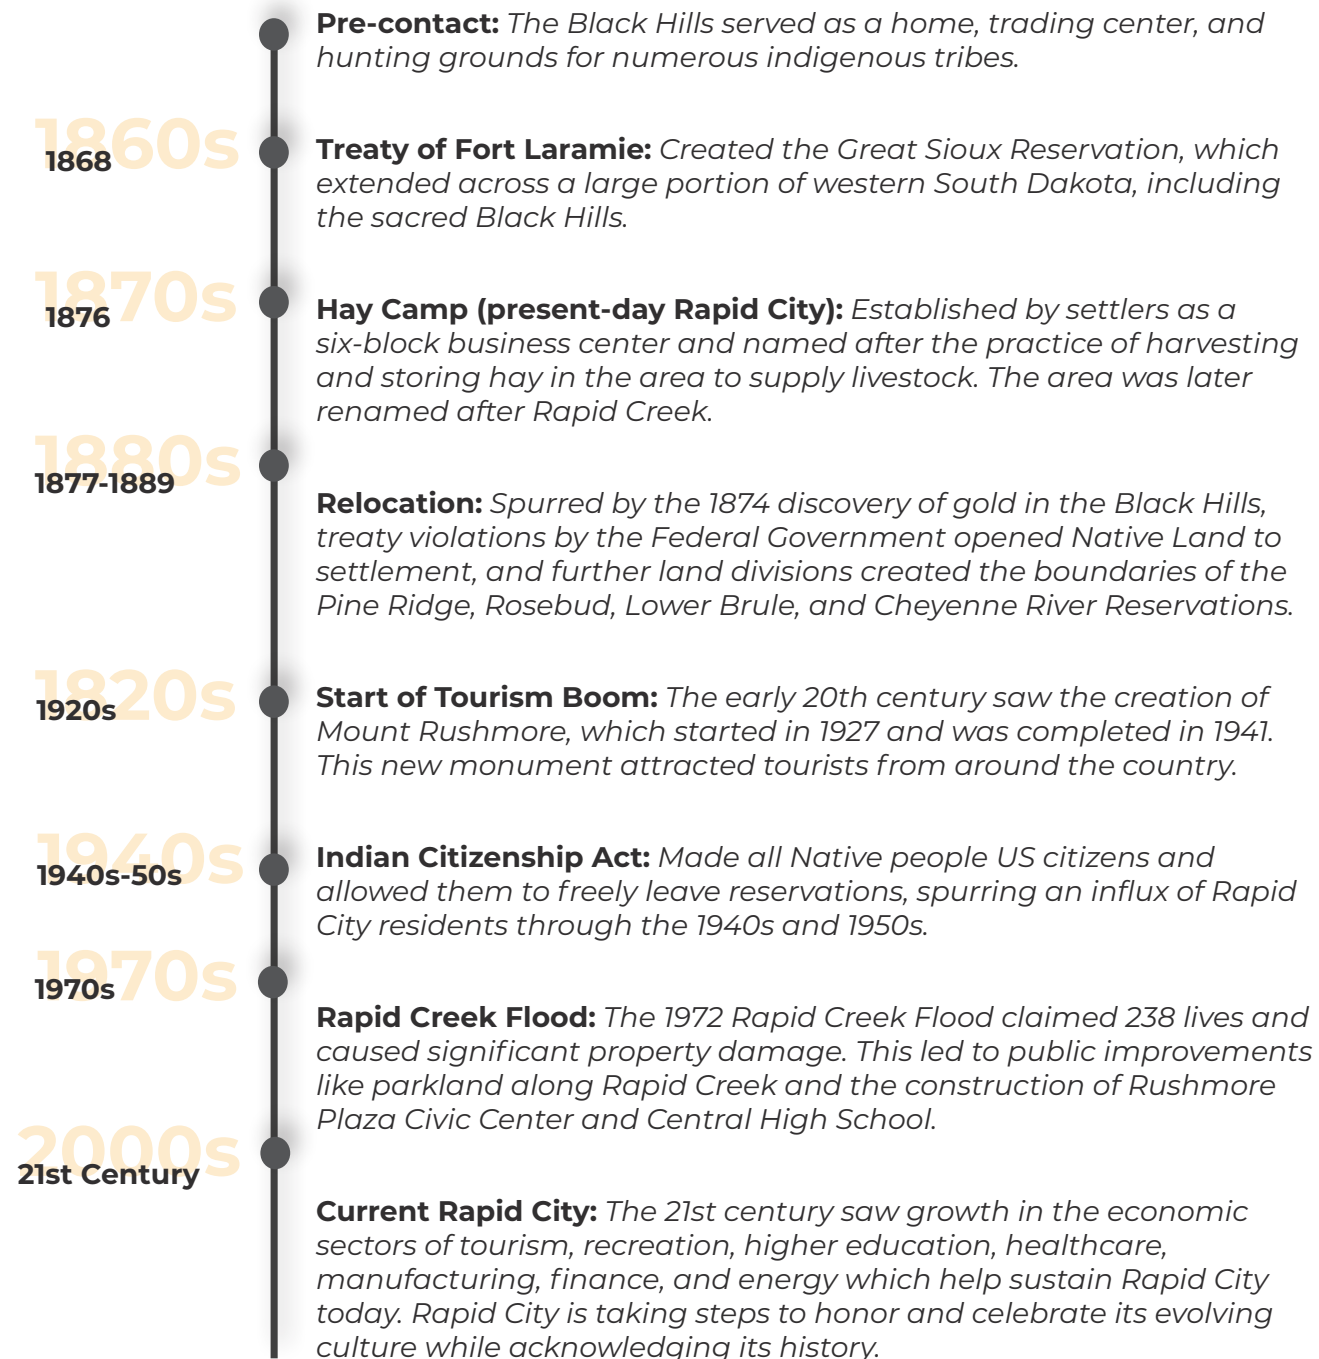 Pre-contact: The Black Hills served as a home, trading center, and
hunting grounds for numerous indigenous tribes.
1860s
1868
Treaty of Fort Laramie: Created the Great Sioux Reservation, which
extended across a large portion of western South Dakota, including
the sacred Black Hills.
1870s
1876
Hay Camp (present-day Rapid City): Established by settlers as a
six-block business center and named after the practice of harvesting
and storing hay in the area to supply livestock. The area was later
renamed after Rapid Creek.
1880s
1877-1889
Relocation: Spurred by the 1874 discovery of gold in the Black Hills,
treaty violations by the Federal Government opened Native Land to
settlement, and further land divisions created the boundaries of the
Pine Ridge, Rosebud, Lower Brule, and Cheyenne River Reservations.
1820s
1920s
Start of Tourism Boom: The early 20th century saw the creation of
Mount Rushmore, which started in 1927 and was completed in 1941.
This new monument attracted tourists from around the country.
1940s
1940s-50s
Indian Citizenship Act: Made all Native people US citizens and
allowed them to freely leave reservations, spurring an influx of Rapid
City residents through the 1940s and 1950s.
1970s
1970s
Rapid Creek Flood: The 1972 Rapid Creek Flood claimed 238 lives and
caused significant property damage. This led to public improvements
like parkland along Rapid Creek and the construction of Rushmore
Plaza Civic Center and Central High School.
2000s
21st Century
Current Rapid City: The 21st century saw growth in the economic
sectors of tourism, recreation, higher education, healthcare,
manufacturing, finance, and energy which help sustain Rapid City
today. Rapid City is taking steps to honor and celebrate its evolving
culture while acknowledging its history.